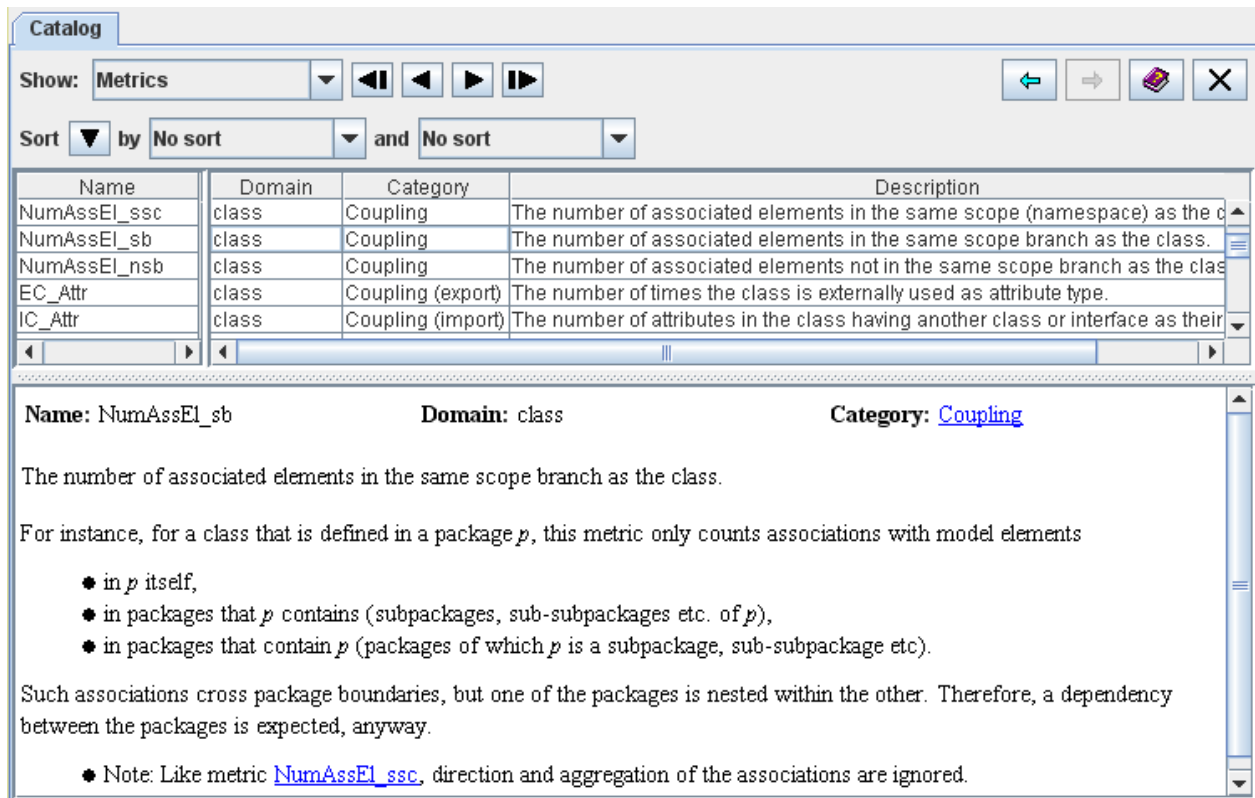 Catalog
Show: Metrics
Sort by No sort and No sort
Name Domain Category Description
NumAssEl_ssc class Coupling The number of associated elements in the same scope (namespace) as the c
NumAssEl_sb class Coupling The number of associated elements in the same scope branch as the class.
NumAssEl_nsb class Coupling The number of associated elements not in the same scope branch as the clas
EC_Attr class Coupling (export) The number of times the class is externally used as attribute type.
IC_Attr class Coupling (import) The number of attributes in the class having another class or interface as their
Name: NumAssEl_sb Domain: class Category: Coupling
The number of associated elements in the same scope branch as the class.
For instance, for a class that is defined in a package p, this metric only counts associations with model elements
● in p itself,
● in packages that p contains (subpackages, sub-subpackages etc. of p),
● in packages that contain p (packages of which p is a subpackage, sub-subpackage etc).
Such associations cross package boundaries, but one of the packages is nested within the other. Therefore, a dependency
between the packages is expected, anyway.
● Note: Like metric NumAssEl_ssc, direction and aggregation of the associations are ignored.